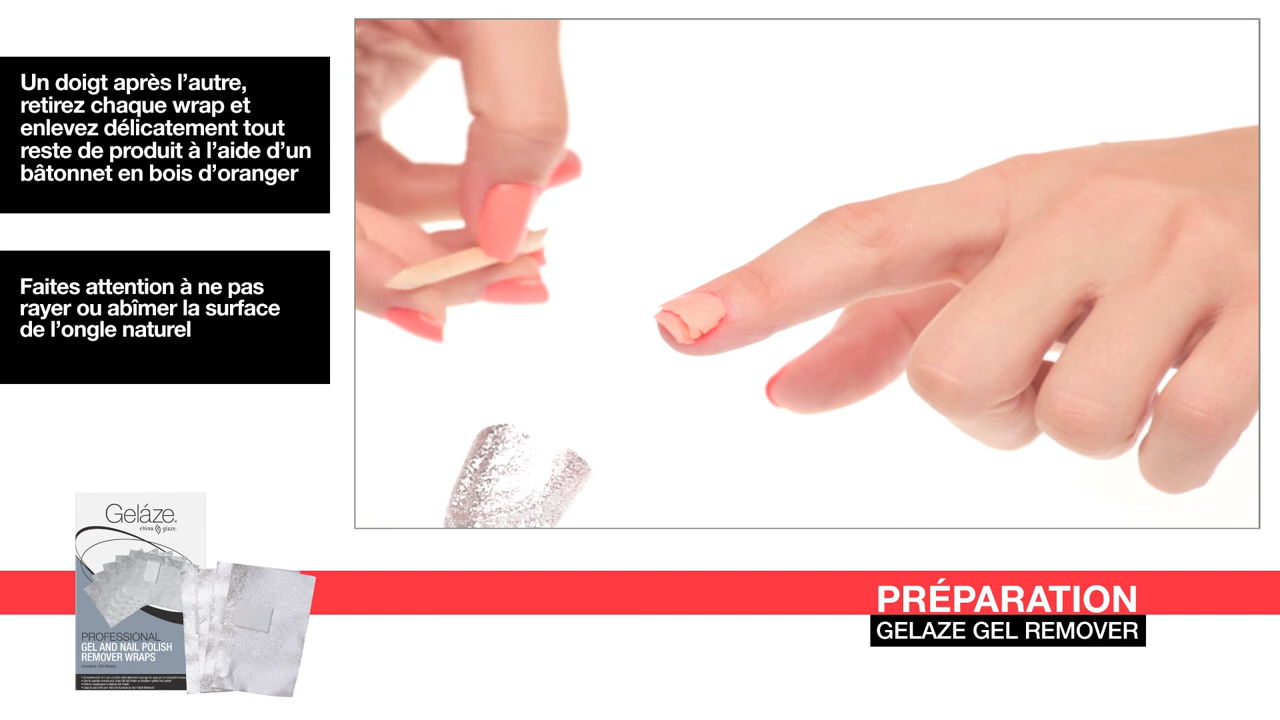 Un doigt après l’autre,
retirez chaque wrap et
enlevez délicatement tout
reste de produit à l’aide d’un
bâtonnet en bois d’oranger
Faites attention à ne pas
rayer ou abîmer la surface
de l’ongle naturel
Geláze
china glaze
PROFESSIONAL
GEL AND NAIL POLISH
REMOVER WRAPS
PRÉPARATION
GELAZE GEL REMOVER